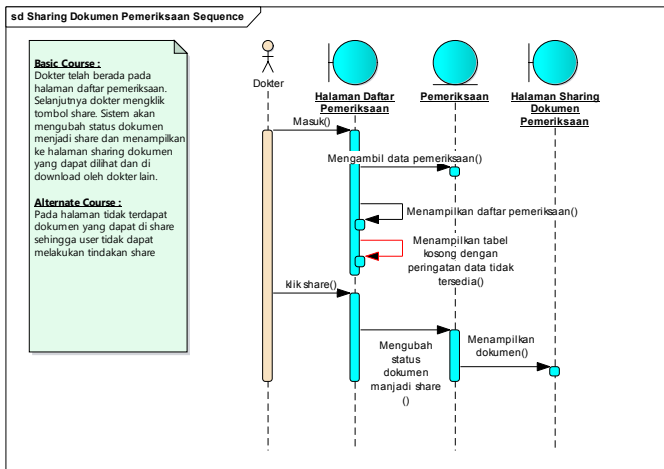 sd Sharing Dokumen Pemeriksaan Sequence
Basic Course :
Dokter telah berada pada
halaman daftar pemeriksaan.
Selanjutnya dokter mengklik
tombol share. Sistem akan
mengubah status dokumen
menjadi share dan menampilkan
ke halaman sharing dokumen
yang dapat dilihat dan di
download oleh dokter lain.
Alternate Course :
Pada halaman tidak terdapat
dokumen yang dapat di share
sehingga user tidak dapat
melakukan tindakan share
Dokter
Halaman Daftar
Pemeriksaan
Pemeriksaan
Halaman Sharing
Dokumen
Pemeriksaan
Masuk()
Mengambil data pemeriksaan()
Menampilkan daftar pemeriksaan()
Menampilkan tabel
kosong dengan
peringatan data tidak
tersedia()
klik share()
Mengubah
status
dokumen
manjadi share
()
Menampilkan
dokumen()